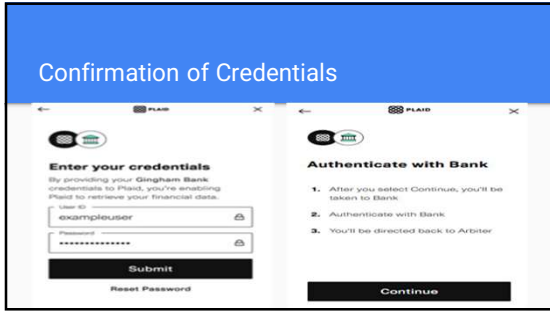 Confirmation of Credentials
PLAID
Enter your credentials
By providing your Gingham Bank
credentials to Plaid, you're enabling
Plaid to retrieve your financial data.
User ID
exampleuser
Password
••••••••••••••
Submit
Reset Password
PLAID
Authenticate with Bank
1. After you select Continue, you'll be
taken to Bank
2. Authenticate with Bank
3. You'll be directed back to Arbiter
Continue